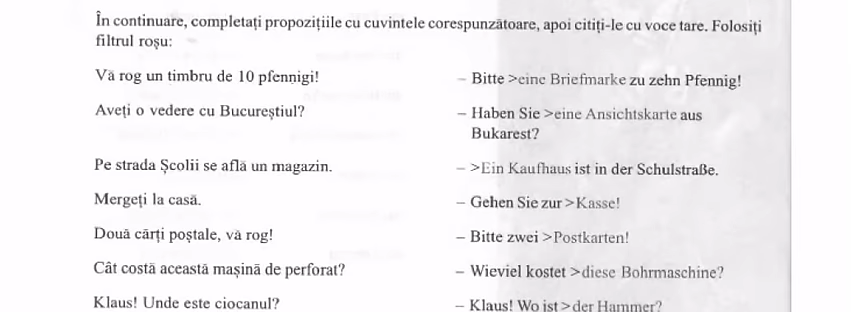 În continuare, completați propozițiile cu cuvintele corespunzătoare, apoi citiți-le cu voce tare. Folosiți
filtrul roșu:
Vă rog un timbru de 10 pfennigi! – Bitte >eine Briefmarke zu zehn Pfennig!
Aveți o vedere cu Bucureștiul? – Haben Sie >eine Ansichtskarte aus
Bukarest?
Pe strada Școlii se află un magazin. – >Ein Kaufhaus ist in der Schulstraße.
Mergeți la casă. – Gehen Sie zur >Kasse!
Două cărți poștale, vă rog! – Bitte zwei >Postkarten!
Cât costă această mașină de perforat? – Wieviel kostet >diese Bohrmaschine?
Klaus! Unde este ciocanul? – Klaus! Wo ist >der Hammer?